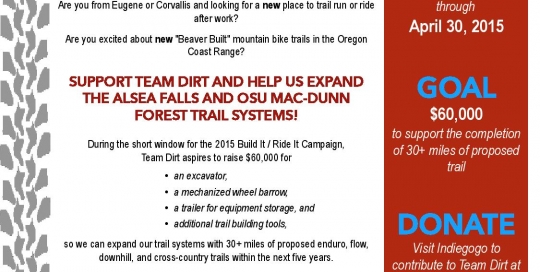 Are you from Eugene or Corvallis and looking for a new place to trail run or ride
after work?
Are you excited about new "Beaver Built" mountain bike trails in the Oregon
Coast Range?
SUPPORT TEAM DIRT AND HELP US EXPAND
THE ALSEA FALLS AND OSU MAC-DUNN
FOREST TRAIL SYSTEMS!
During the short window for the 2015 Build It / Ride It Campaign,
Team Dirt aspires to raise $60,000 for
• an excavator,
• a mechanized wheel barrow,
• a trailer for equipment storage, and
• additional trail building tools,
so we can expand our trail systems with 30+ miles of proposed enduro, flow,
downhill, and cross-country trails within the next five years.
through
April 30, 2015
GOAL
$60,000
to support the completion
of 30+ miles of proposed
trail
DONATE
Visit Indiegogo to
contribute to Team Dirt at